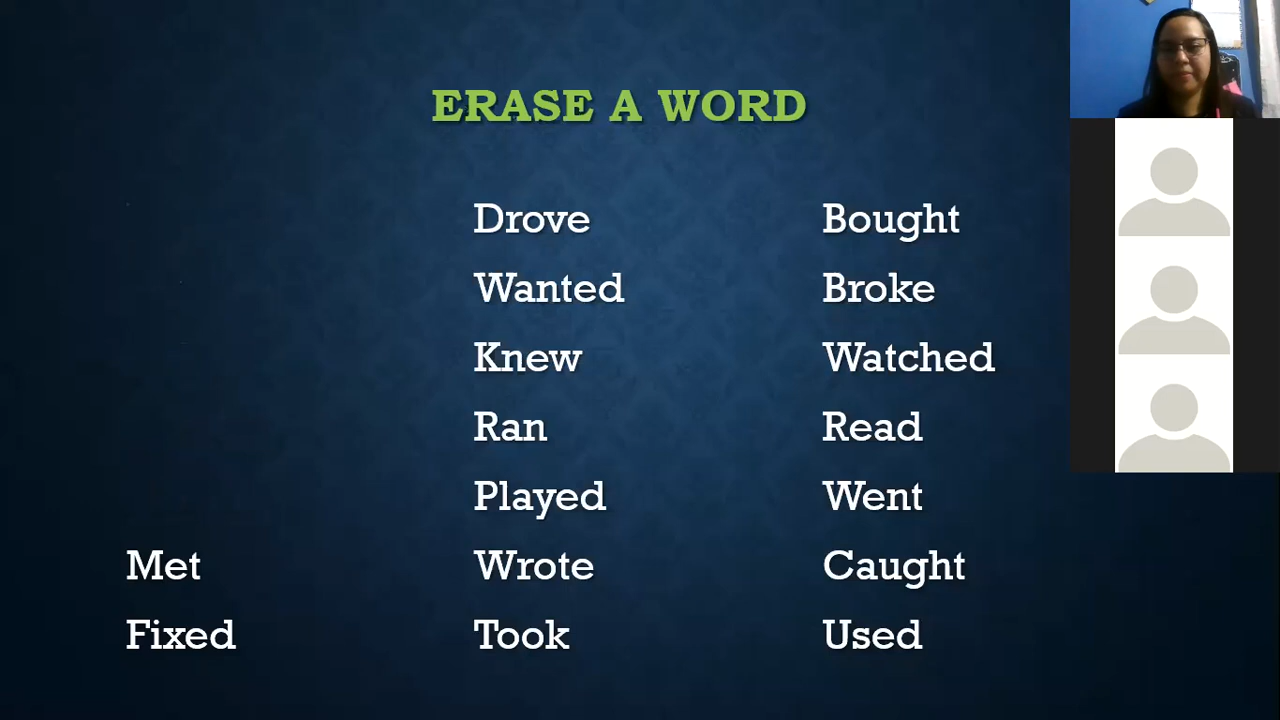 ERASE A WORD
Drove Bought
Wanted Broke
Knew Watched
Ran Read
Played Went
Met Wrote Caught
Fixed Took Used